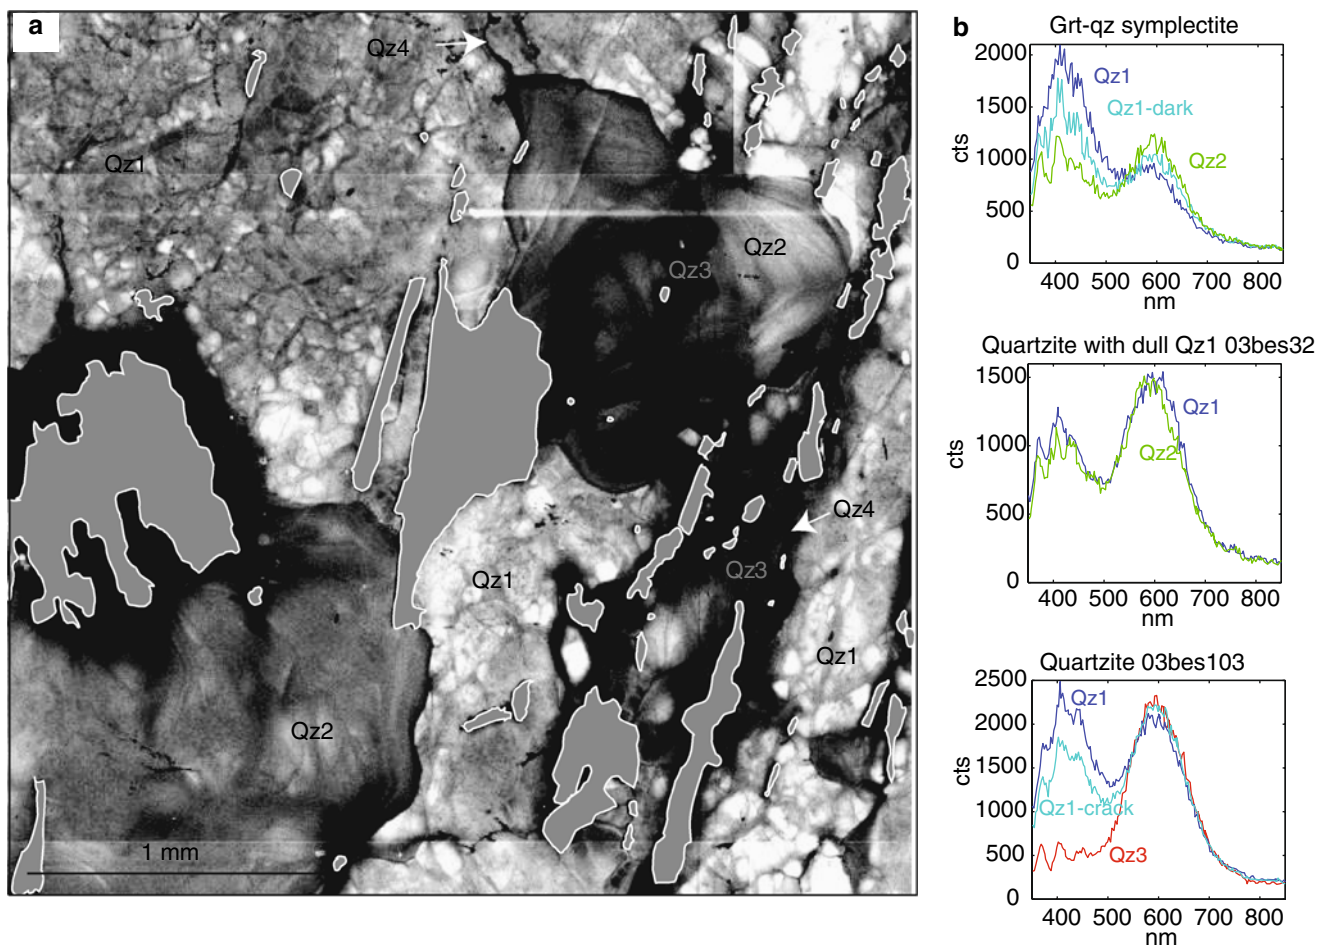 a
Qz4
Qz1
Qz2
Qz3
Qz4
Qz1
Qz3
Qz1
Qz2
1 mm
b
Grt-qz symplectite
2000
1500
1000
500
0
cts
Qz1
Qz1-dark
Qz2
400 500 600 700 800
nm
Quartzite with dull Qz1 03bes32
1500
1000
500
0
cts
Qz1
Qz2
400 500 600 700 800
nm
Quartzite 03bes103
2500
2000
1500
1000
500
0
cts
Qz1
Qz1-crack
Qz3
400 500 600 700 800
nm